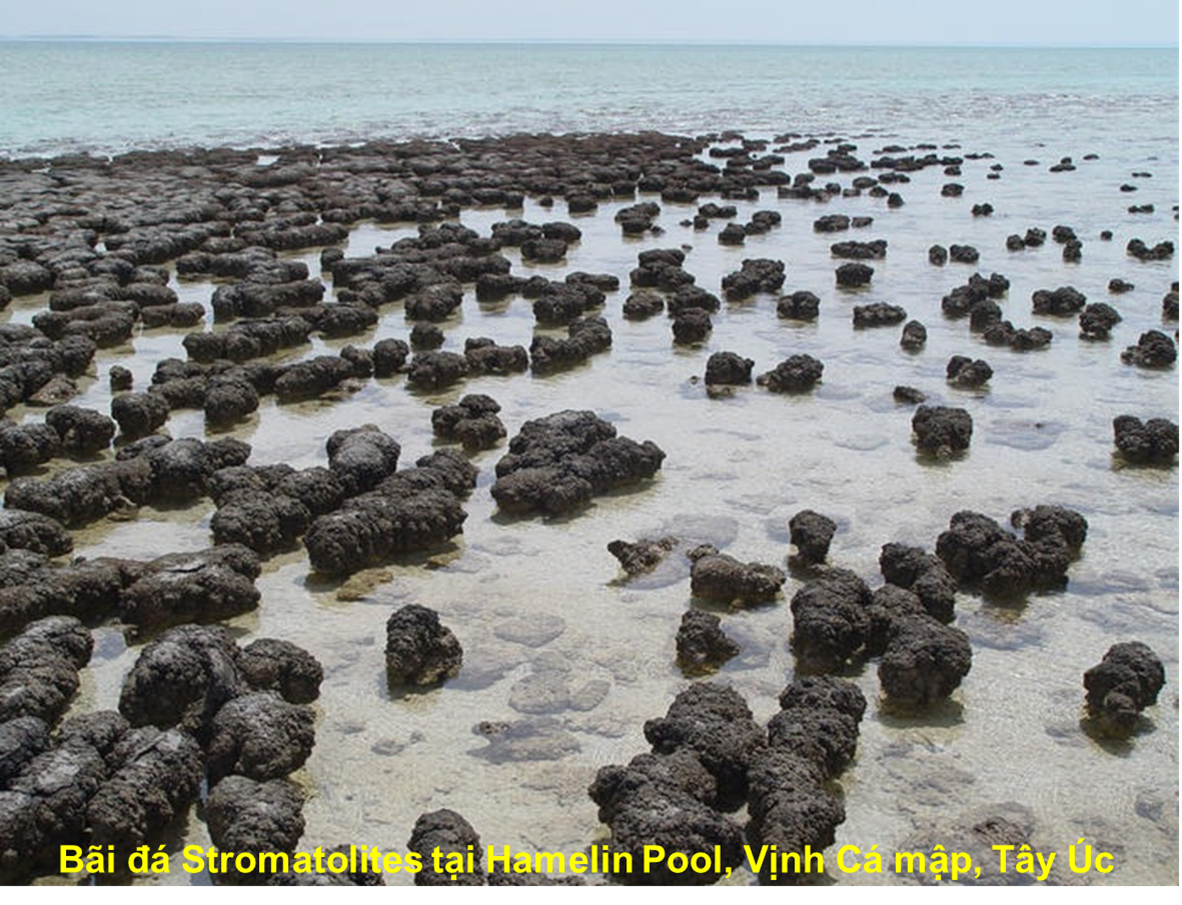 Bãi đá Stromatolites tại Hamelin Pool, Vịnh Cá mập, Tây Úc